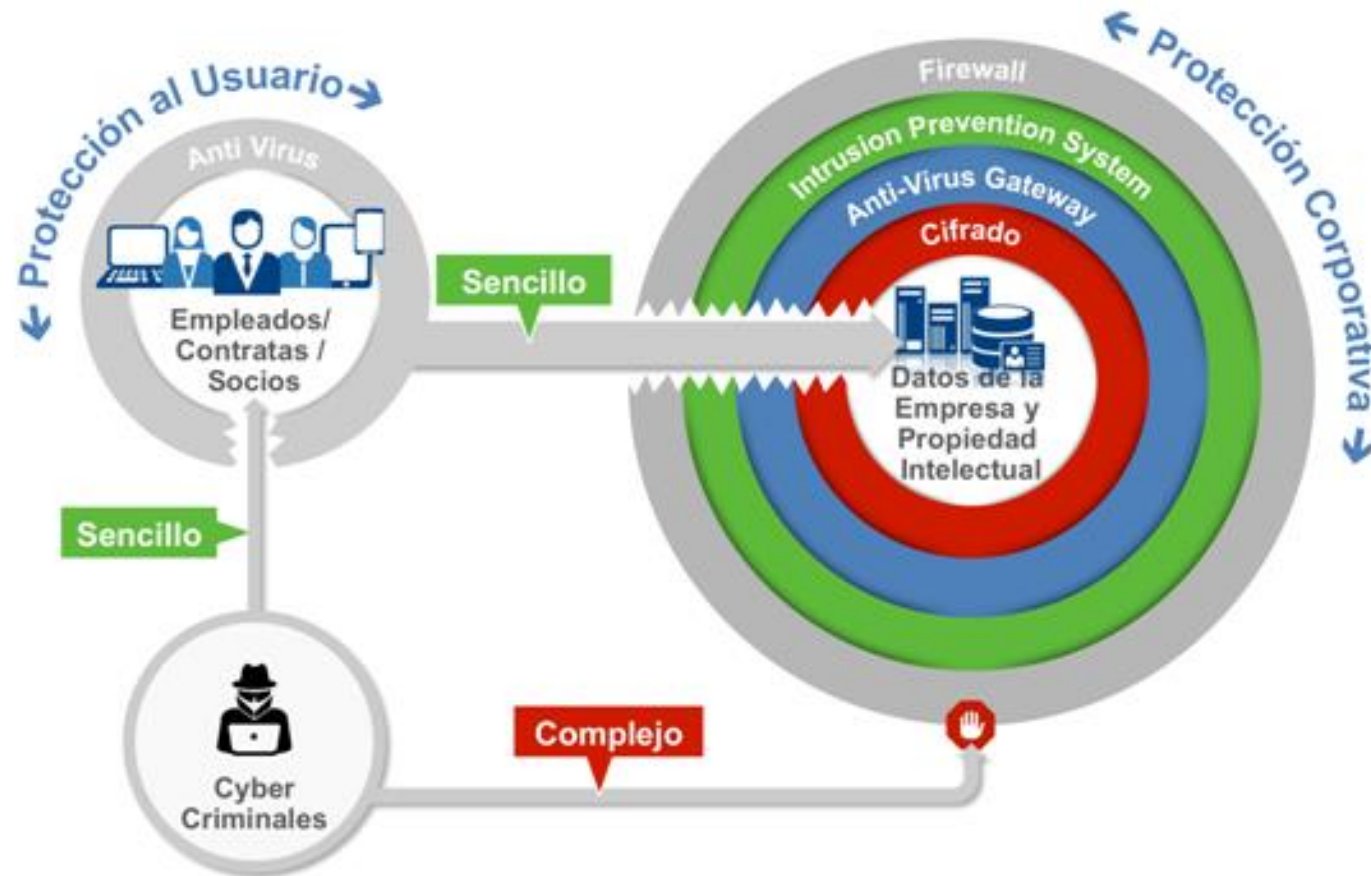 ← Protección al Usuario →
Anti Virus
Empleados/
Contratas /
Socios
Sencillo
Sencillo
Cyber
Criminales
Complejo
← Protección Corporativa →
Firewall
Intrusion Prevention System
Anti-Virus Gateway
Cifrado
Datos de la
Empresa y
Propiedad
Intelectual